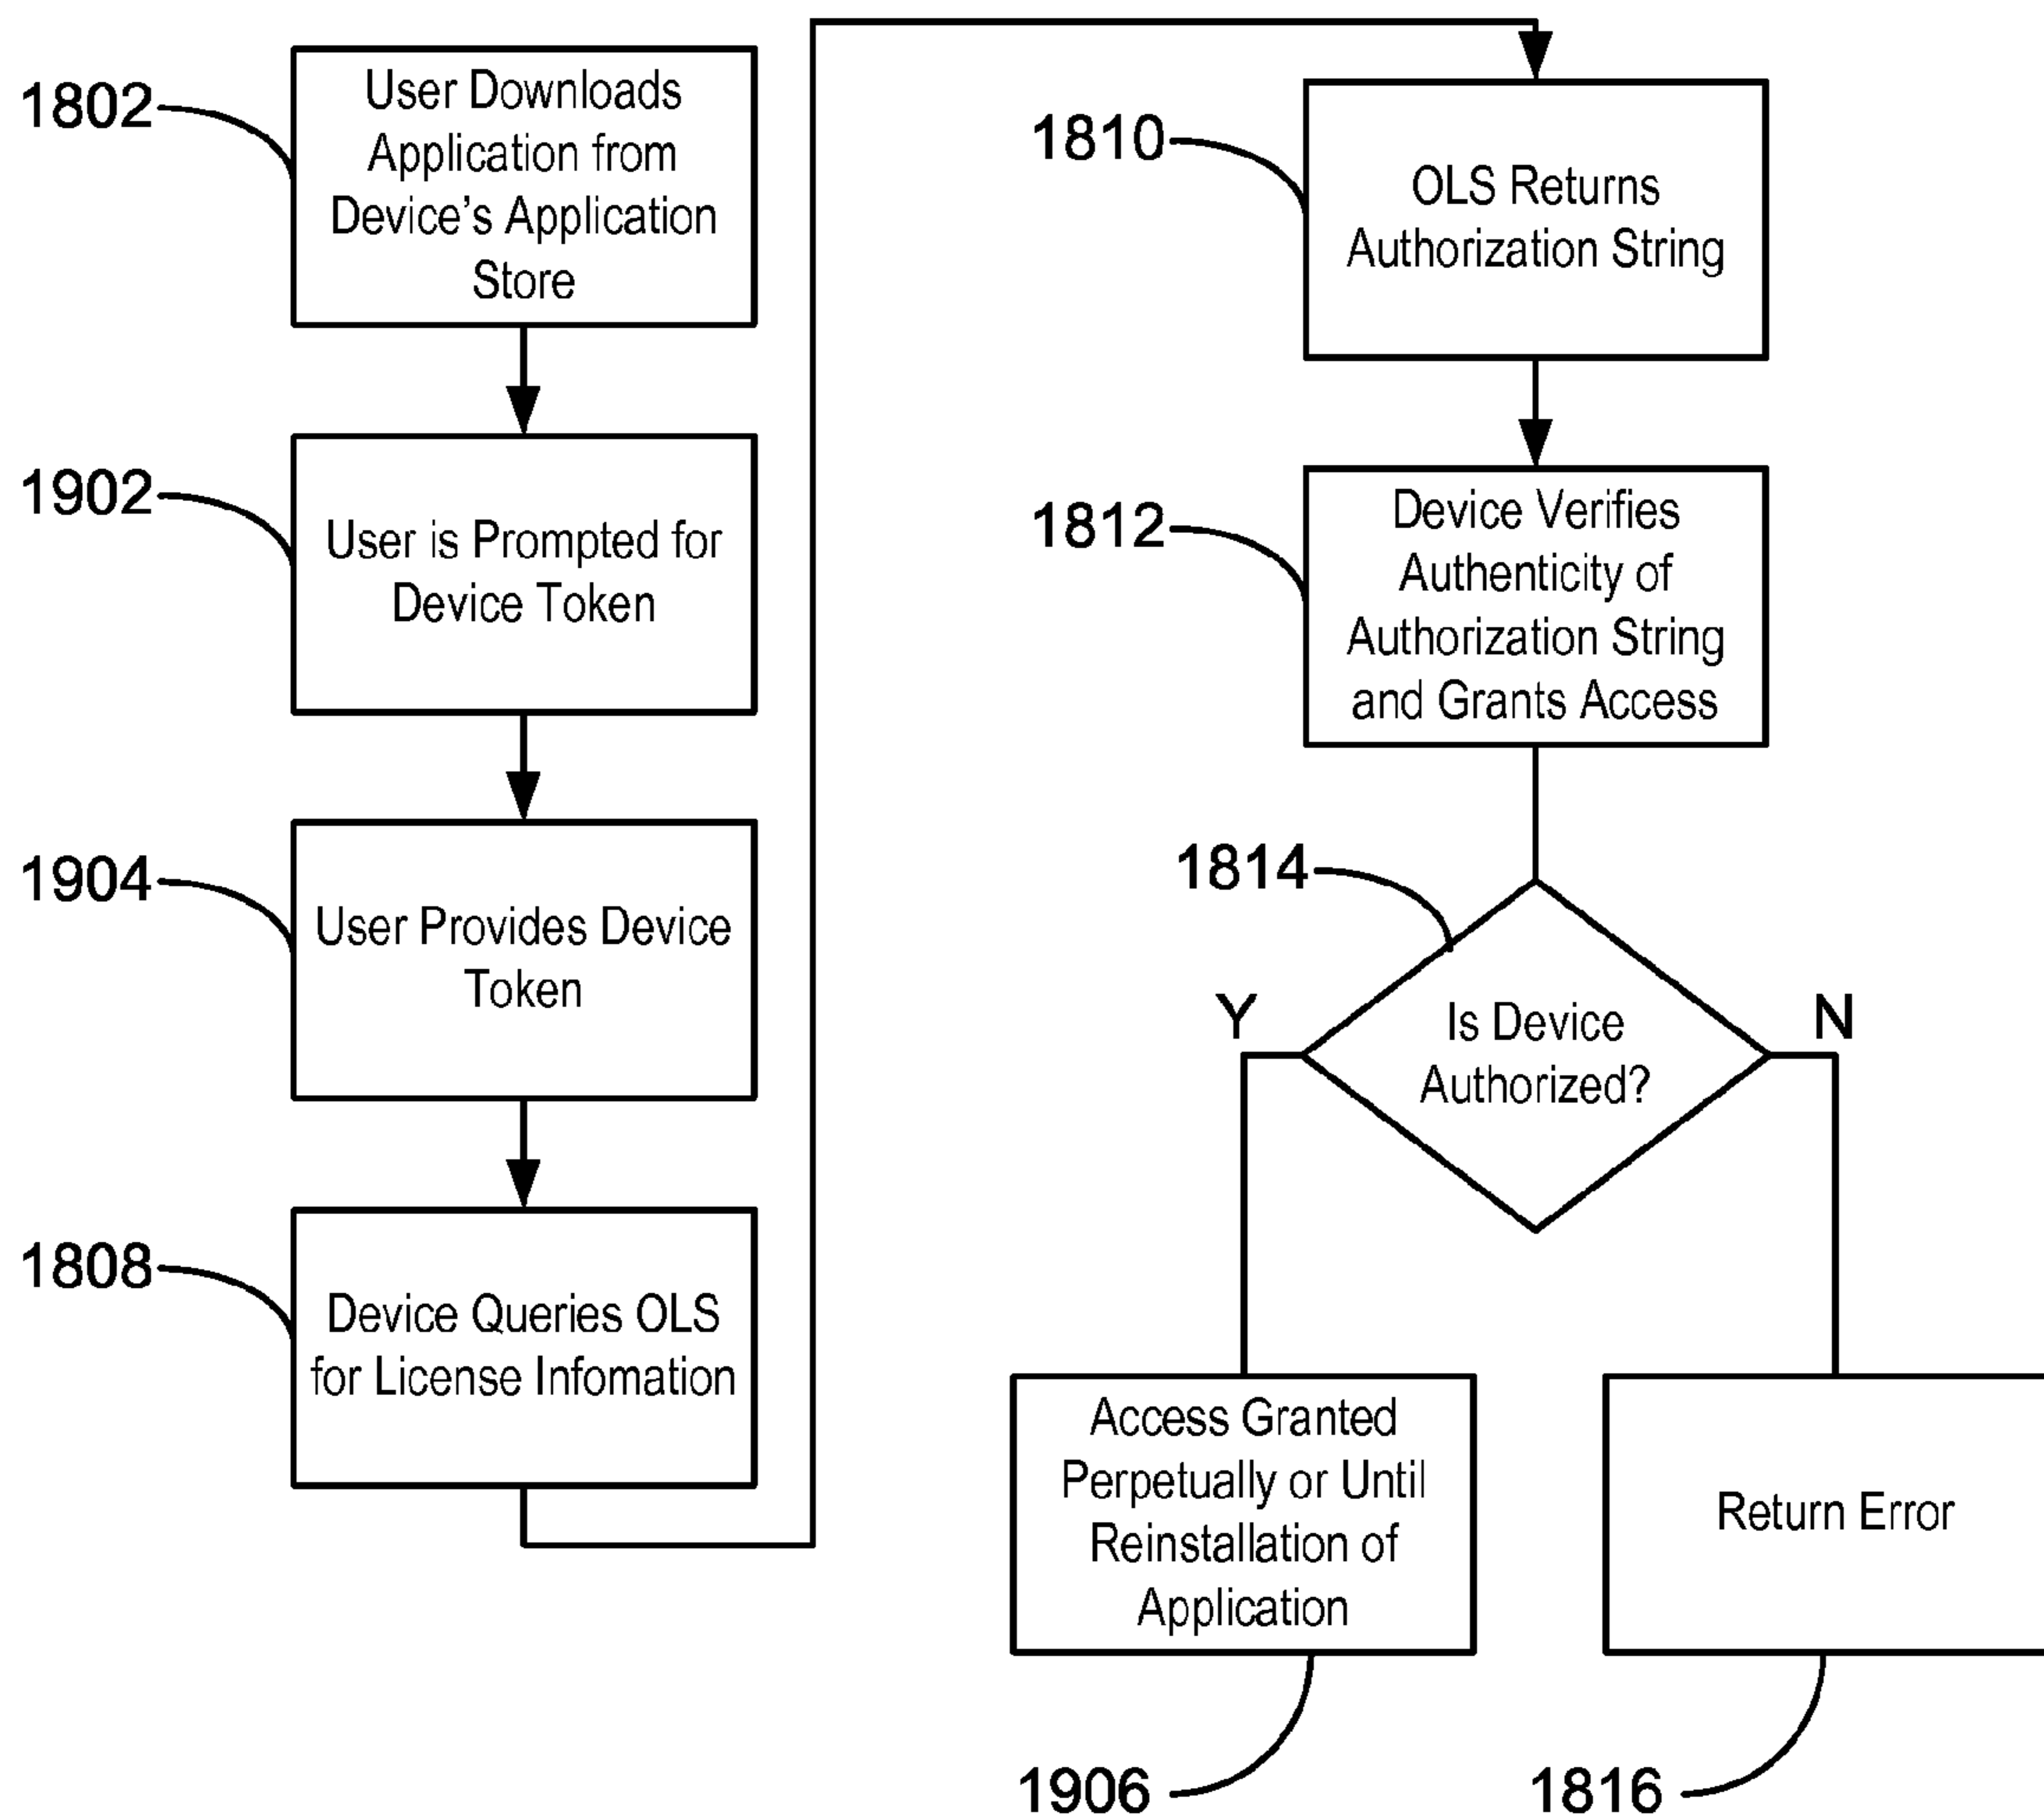 1802
User Downloads
Application from
Device's Application
Store
1902
User is Prompted for
Device Token
1904
User Provides Device
Token
1808
Device Queries OLS
for License Infomation
1810
OLS Returns
Authorization String
1812
Device Verifies
Authenticity of
Authorization String
and Grants Access
1814
Is Device
Authorized?
Y
N
Access Granted
Perpetually or Until
Reinstallation of
Application
1906
Return Error
1816